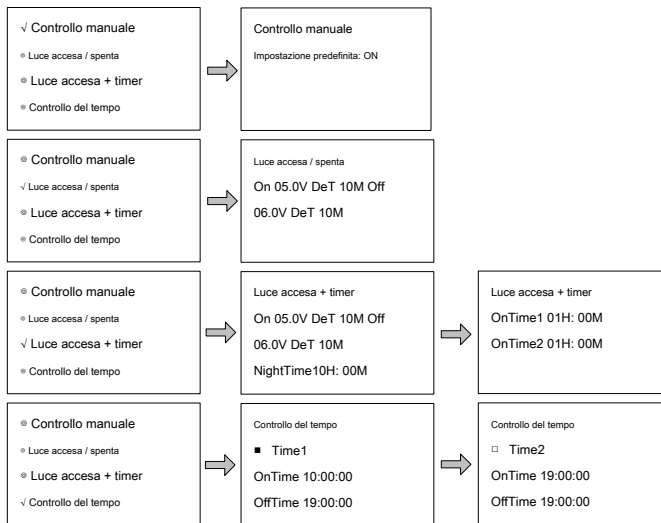 √ Controllo manuale
◎ Luce accesa / spenta
◎ Luce accesa + timer
◎ Controllo del tempo
Controllo manuale
Impostazione predefinita: ON
◎ Controllo manuale
√ Luce accesa / spenta
◎ Luce accesa + timer
◎ Controllo del tempo
Luce accesa / spenta
On 05.0V DeT 10M Off
06.0V DeT 10M
◎ Controllo manuale
◎ Luce accesa / spenta
√ Luce accesa + timer
◎ Controllo del tempo
Luce accesa + timer
On 05.0V DeT 10M Off
06.0V DeT 10M
NightTime10H: 00M
Luce accesa + timer
OnTime1 01H: 00M
OnTime2 01H: 00M
◎ Controllo manuale
◎ Luce accesa / spenta
◎ Luce accesa + timer
√ Controllo del tempo
Controllo del tempo
■ Time1
OnTime 10:00:00
OffTime 19:00:00
Controllo del tempo
□ Time2
OnTime 19:00:00
OffTime 19:00:00